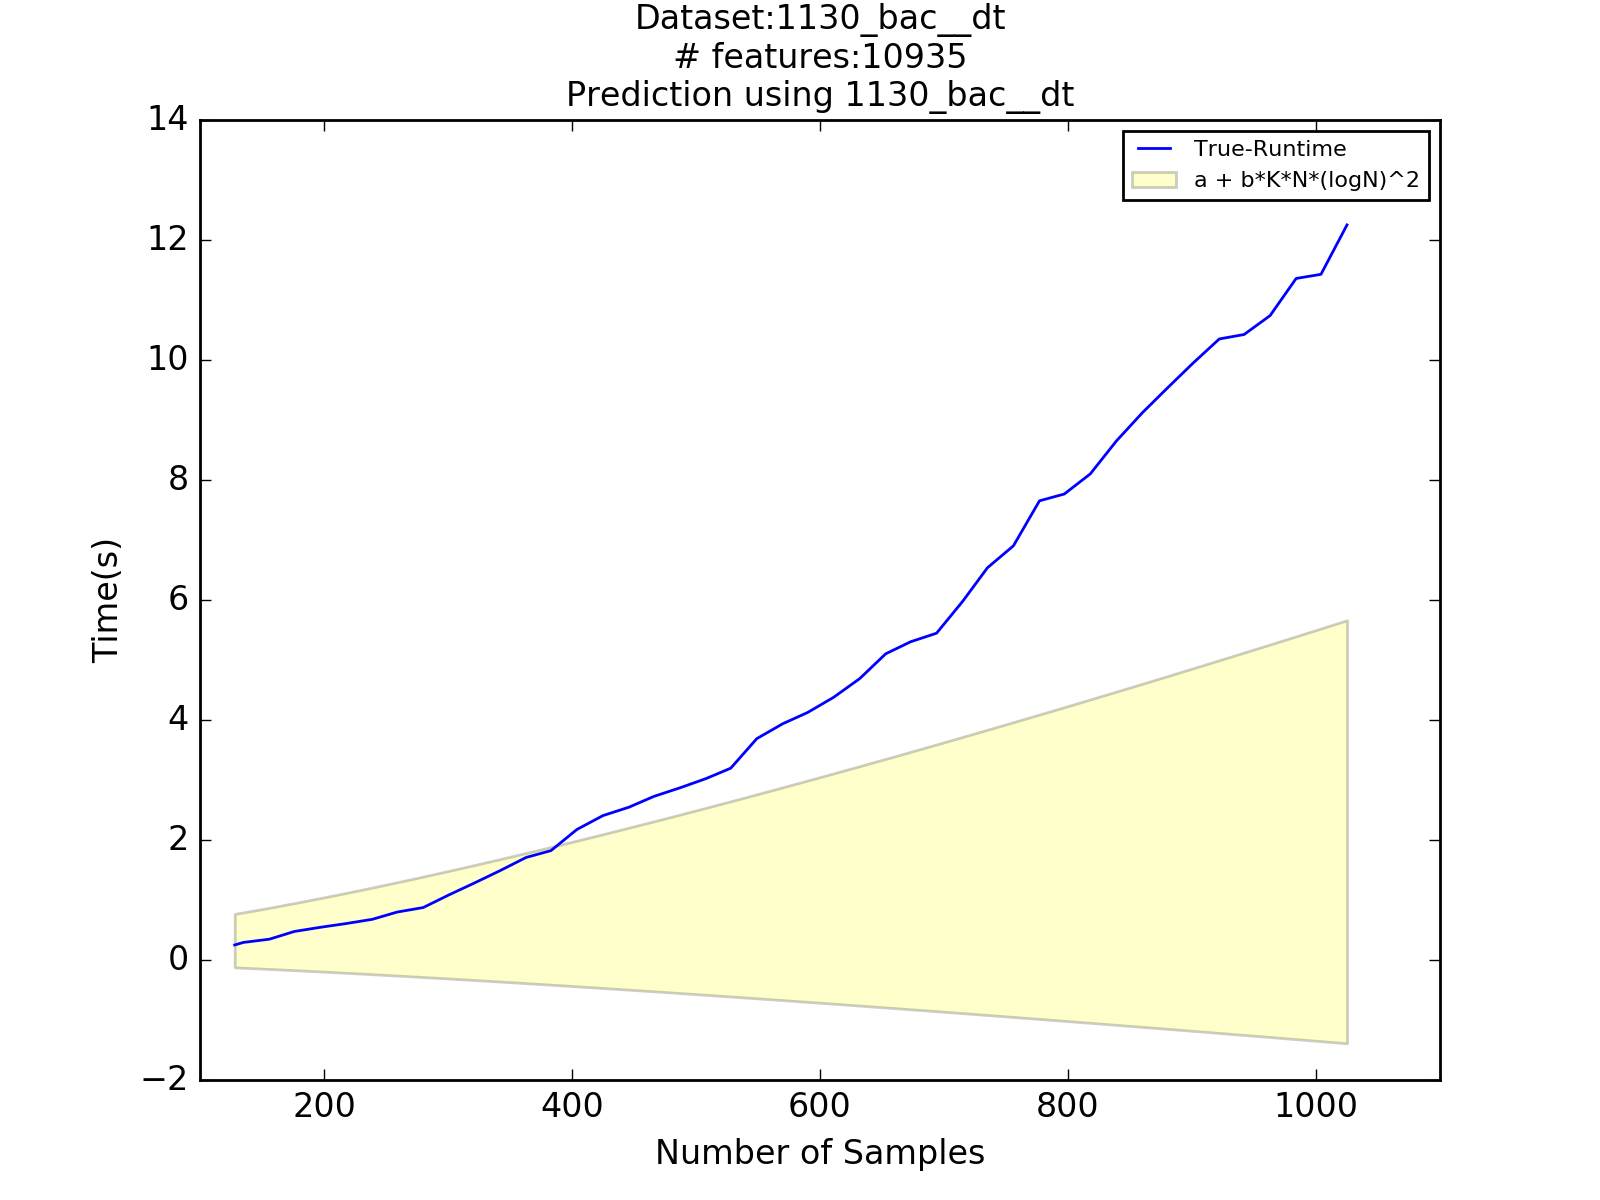 Dataset:1130_bac__dt
# features:10935
Prediction using 1130_bac__dt
True-Runtime
a + b*K*N*(logN)^2
14
12
10
8
6
4
2
0
−2
Time(s)
200 400 600 800 1000
Number of Samples